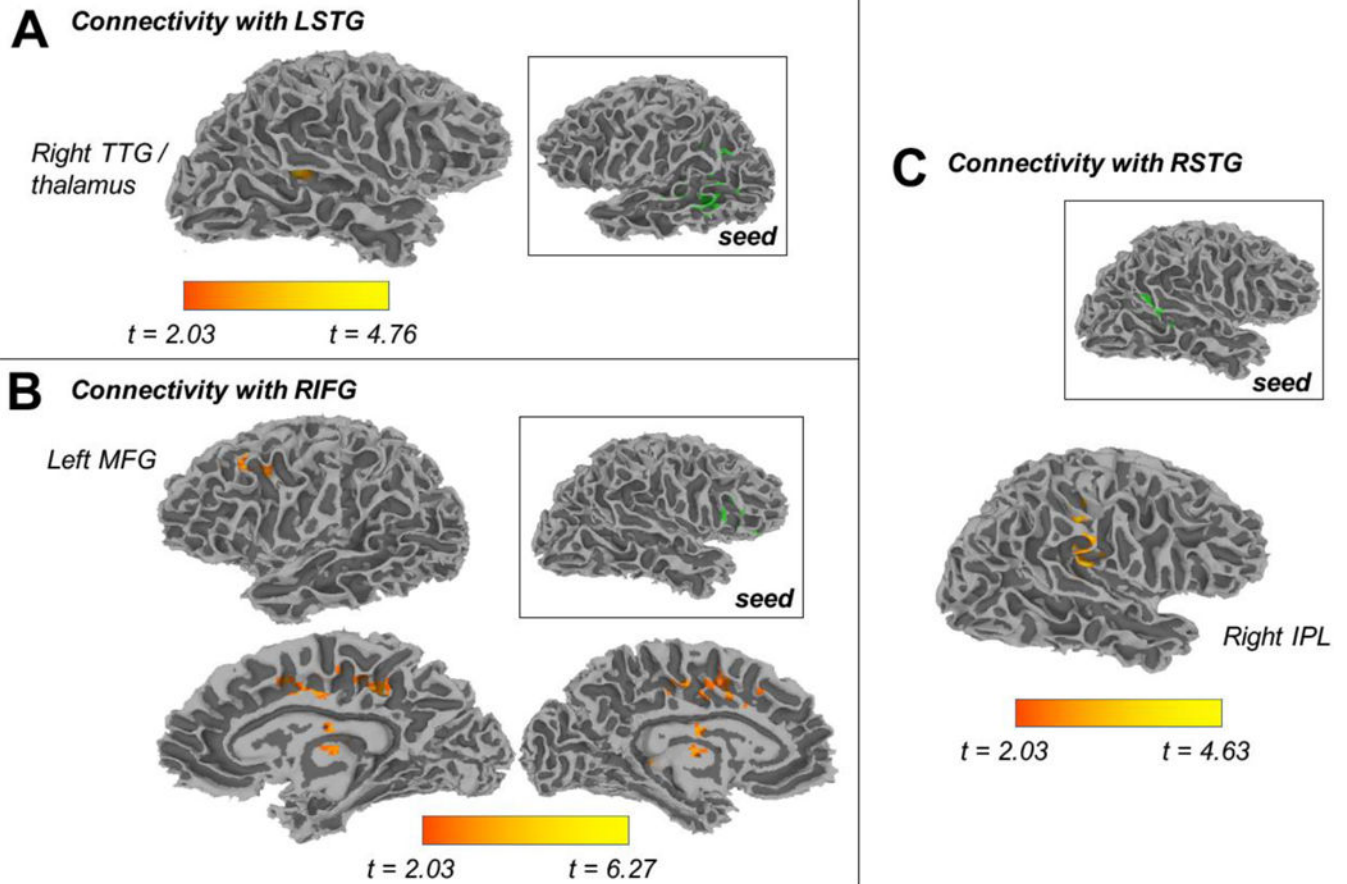 A Connectivity with LSTG
Right TTG /
thalamus
seed
t = 2.03 t = 4.76
B Connectivity with RIFG
Left MFG
seed
t = 2.03 t = 6.27
C Connectivity with RSTG
seed
Right IPL
t = 2.03 t = 4.63